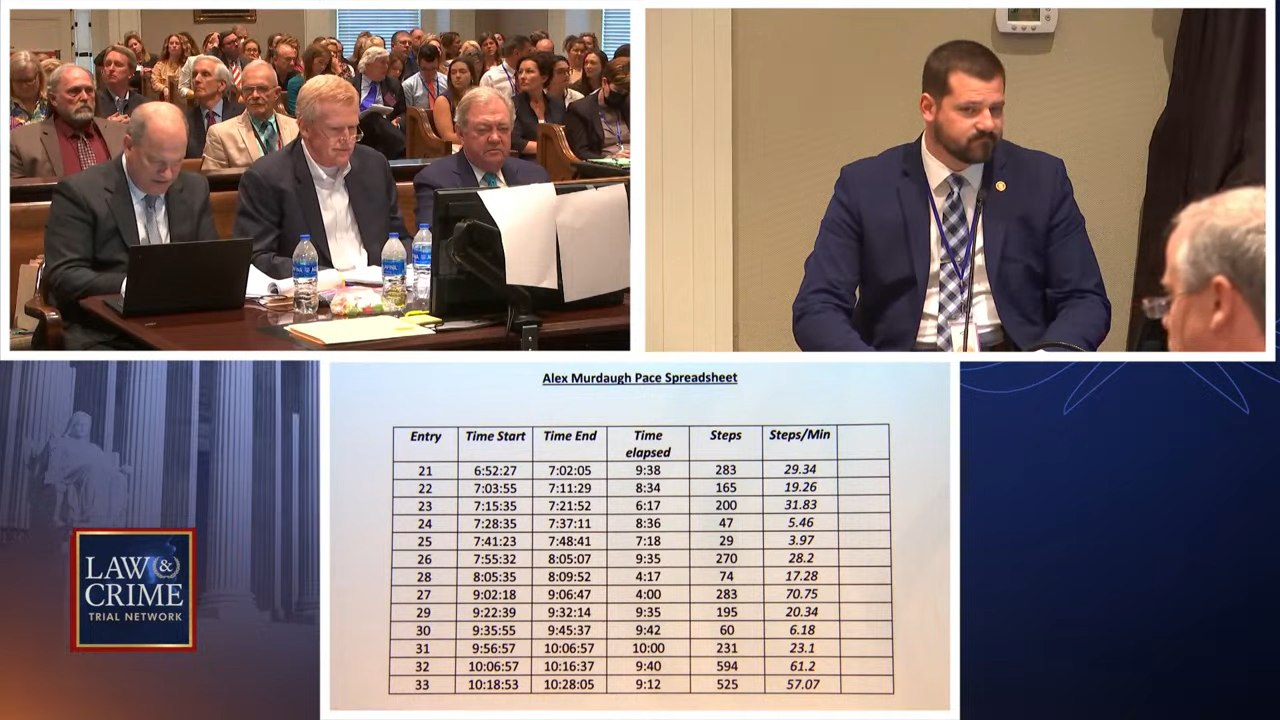 Alex Murdaugh Pace Spreadsheet
Entry Time Start Time End Time elapsed Steps Steps/Min
21 6:52:27 7:02:05 9:38 283 29.34
22 7:03:55 7:11:29 8:34 165 19.26
23 7:15:35 7:21:52 6:17 200 31.83
24 7:28:35 7:37:11 8:36 47 5.46
25 7:41:23 7:48:41 7:18 29 3.97
26 7:55:32 8:05:07 9:35 270 28.2
28 8:05:35 8:09:52 4:17 74 17.28
27 9:02:18 9:06:47 4:00 283 70.75
29 9:22:39 9:32:14 9:35 195 20.34
30 9:35:55 9:45:37 9:42 60 6.18
31 9:56:57 10:06:57 10:00 231 23.1
32 10:06:57 10:16:37 9:40 594 61.2
33 10:18:53 10:28:05 9:12 525 57.07
LAW &
CRIME
TRIAL NETWORK